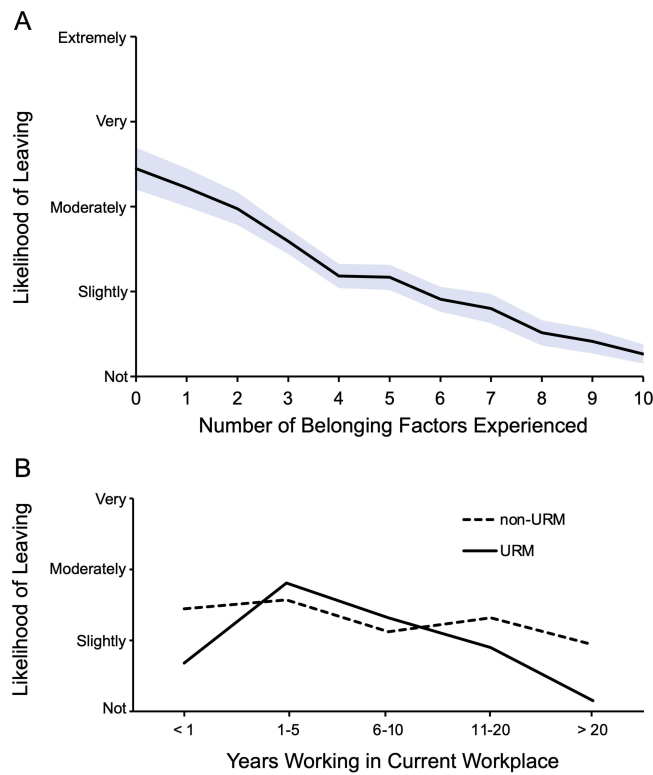 A
Extremely
Very
Moderately
Slightly
Not
Likelihood of Leaving
0 1 2 3 4 5 6 7 8 9 10
Number of Belonging Factors Experienced
B
Very
Moderately
Slightly
Not
Likelihood of Leaving
non-URM
URM
< 1 1-5 6-10 11-20 > 20
Years Working in Current Workplace